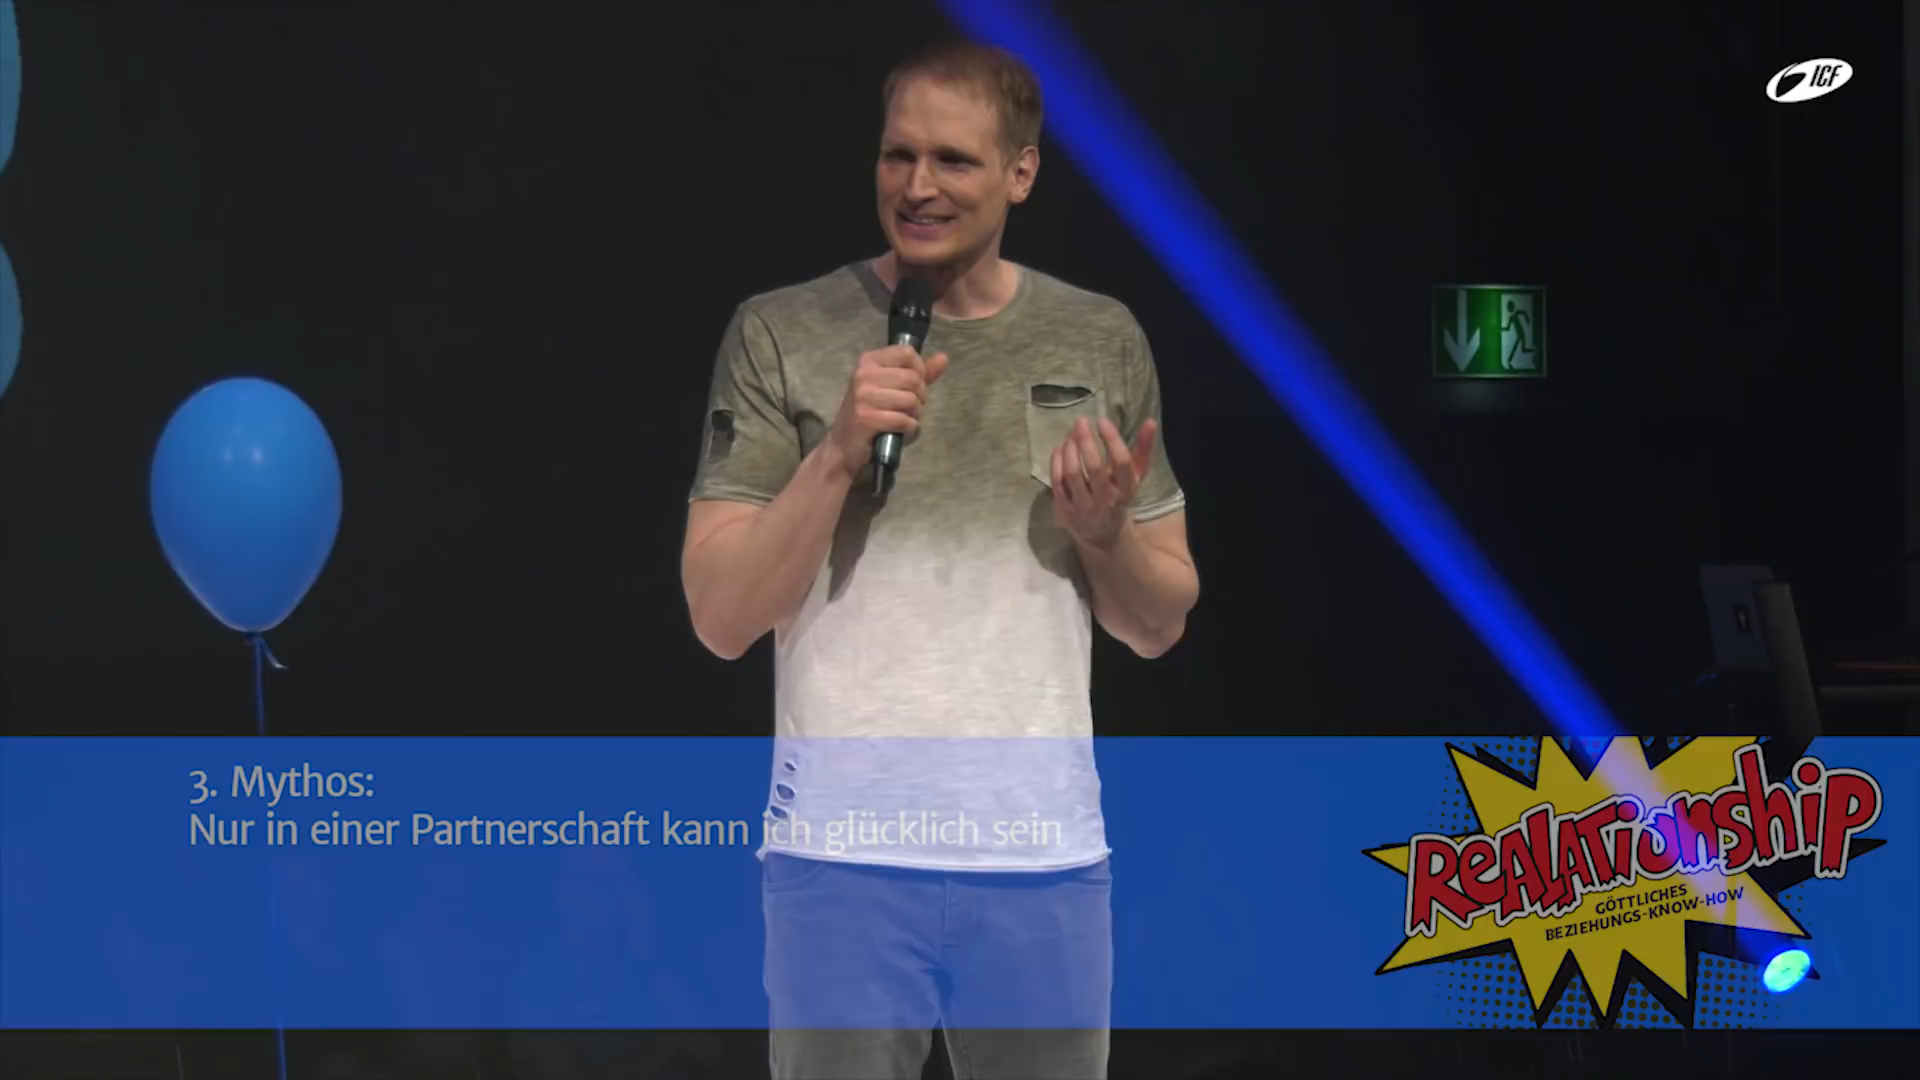 ICF
3. Mythos:
Nur in einer Partnerschaft kann ich glücklich sein
ReALATionship
GÖTTLICHES
BEZIEHUNGS-KNOW-HOW